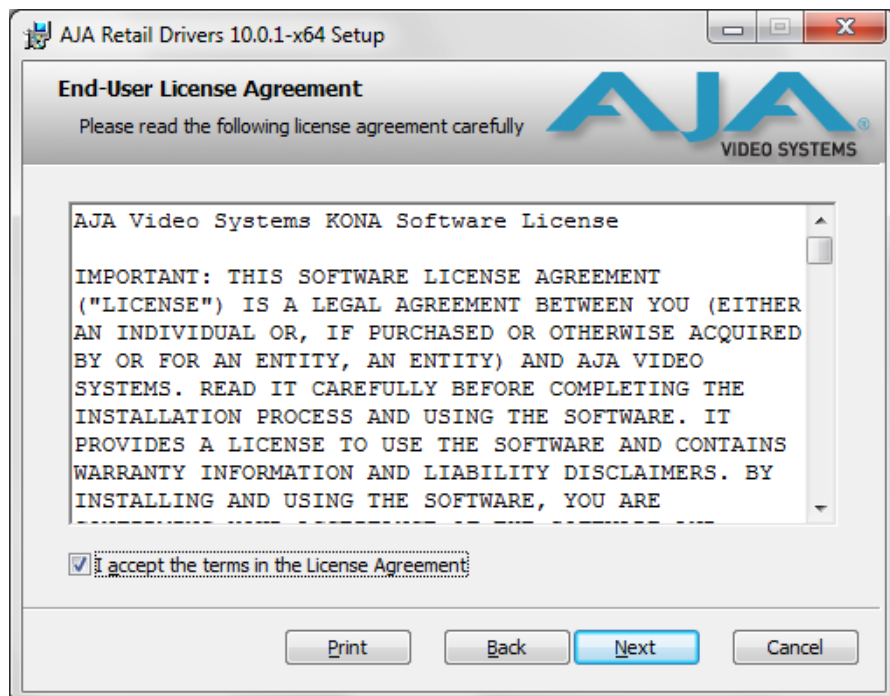 AJA Retail Drivers 10.0.1-x64 Setup
End-User License Agreement
Please read the following license agreement carefully
AJA®
VIDEO SYSTEMS
AJA Video Systems KONA Software License
IMPORTANT: THIS SOFTWARE LICENSE AGREEMENT
("LICENSE") IS A LEGAL AGREEMENT BETWEEN YOU (EITHER
AN INDIVIDUAL OR, IF PURCHASED OR OTHERWISE ACQUIRED
BY OR FOR AN ENTITY, AN ENTITY) AND AJA VIDEO
SYSTEMS. READ IT CAREFULLY BEFORE COMPLETING THE
INSTALLATION PROCESS AND USING THE SOFTWARE. IT
PROVIDES A LICENSE TO USE THE SOFTWARE AND CONTAINS
WARRANTY INFORMATION AND LIABILITY DISCLAIMERS. BY
INSTALLING AND USING THE SOFTWARE, YOU ARE
I accept the terms in the License Agreement
Print Back Next Cancel